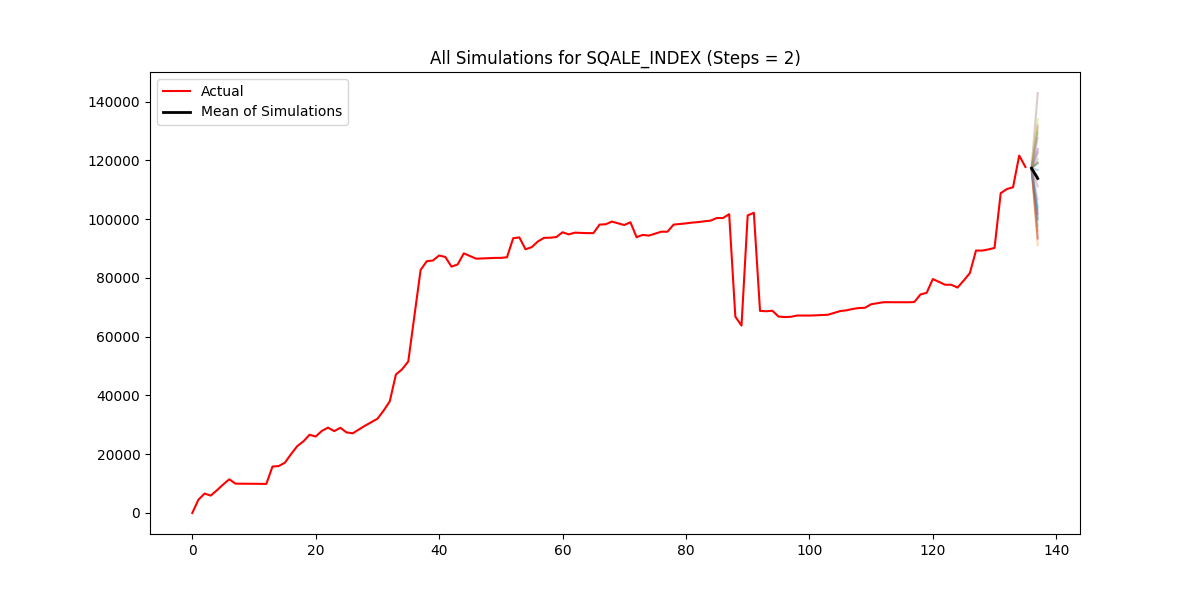 All Simulations for SQALE_INDEX (Steps = 2)
Actual
Mean of Simulations
140000
120000
100000
80000
60000
40000
20000
0
0 20 40 60 80 100 120 140